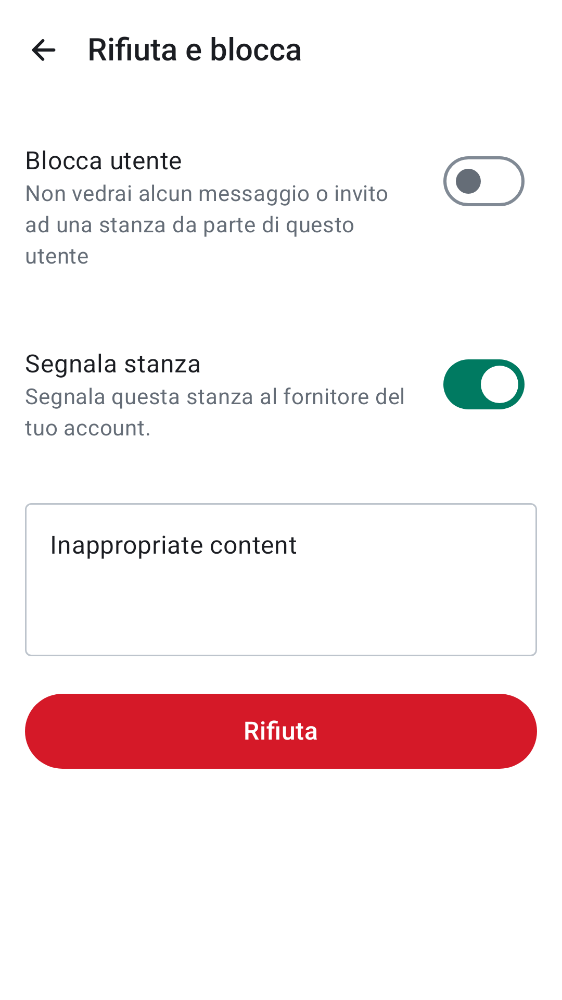 Rifiuta e blocca
Blocca utente
Non vedrai alcun messaggio o invito
ad una stanza da parte di questo
utente
Segnala stanza
Segnala questa stanza al fornitore del
tuo account.
Inappropriate content
Rifiuta